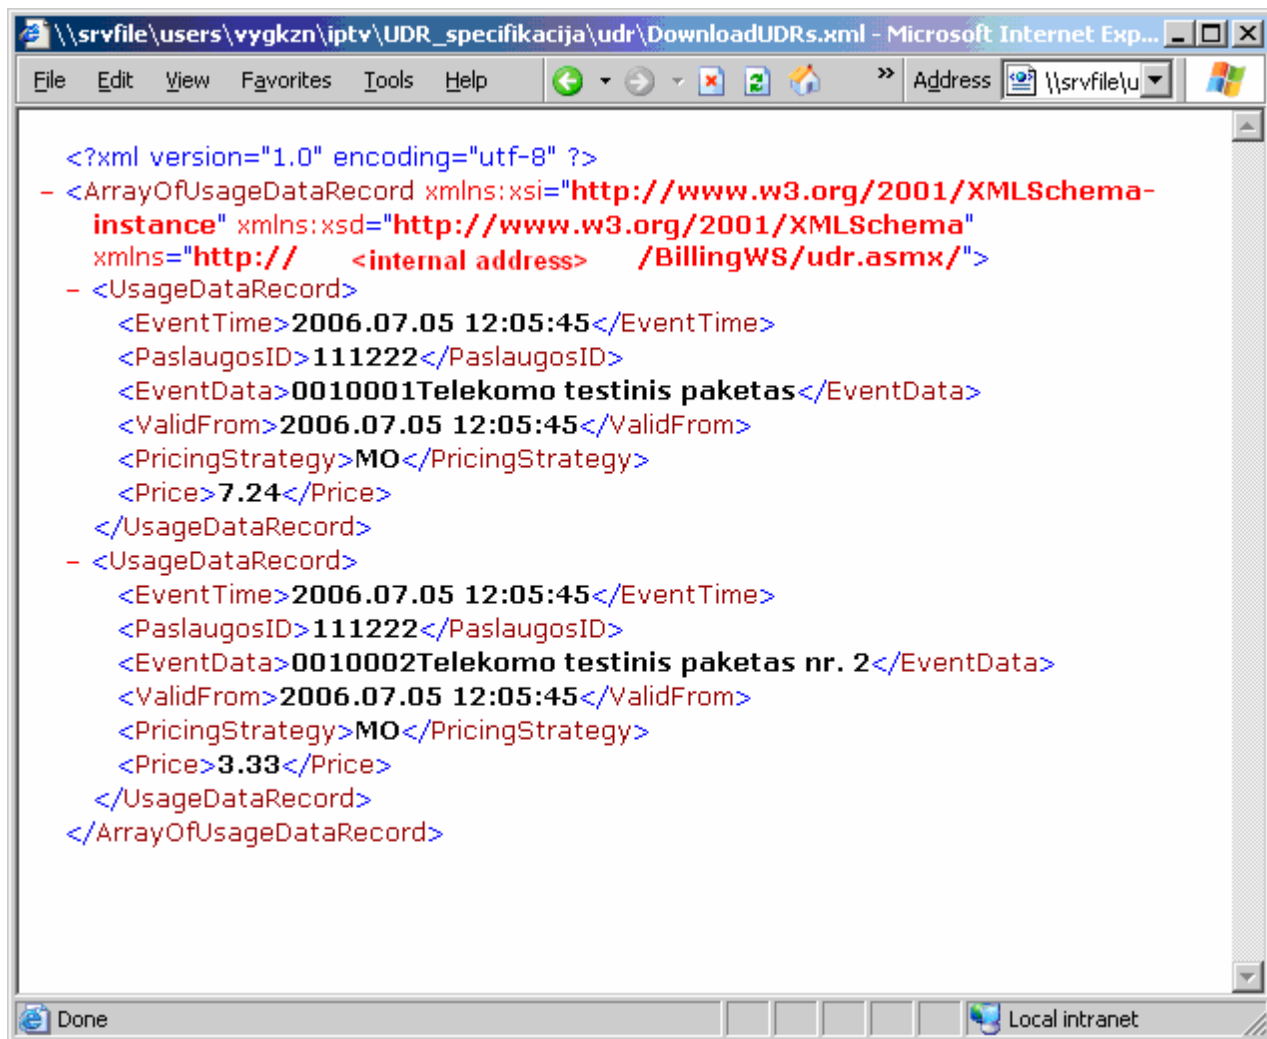 \\srvfile\users\vygkzn\iptv\UDR_specifikacija\udr\DownloadUDRs.xml - Microsoft Internet Exp...
File Edit View Favorites Tools Help » Address \\srvfile\u
<?xml version="1.0" encoding="utf-8" ?>
- <ArrayOfUsageDataRecord xmlns:xsi="http://www.w3.org/2001/XMLSchema-
instance" xmlns:xsd="http://www.w3.org/2001/XMLSchema"
xmlns="http:// <internal address> /BillingWS/udr.asmx/">
- <UsageDataRecord>
<EventTime>2006.07.05 12:05:45</EventTime>
<PaslaugosID>111222</PaslaugosID>
<EventData>0010001Telekomo testinis paketas</EventData>
<ValidFrom>2006.07.05 12:05:45</ValidFrom>
<PricingStrategy>MO</PricingStrategy>
<Price>7.24</Price>
</UsageDataRecord>
- <UsageDataRecord>
<EventTime>2006.07.05 12:05:45</EventTime>
<PaslaugosID>111222</PaslaugosID>
<EventData>0010002Telekomo testinis paketas nr. 2</EventData>
<ValidFrom>2006.07.05 12:05:45</ValidFrom>
<PricingStrategy>MO</PricingStrategy>
<Price>3.33</Price>
</UsageDataRecord>
</ArrayOfUsageDataRecord>
Done Local intranet